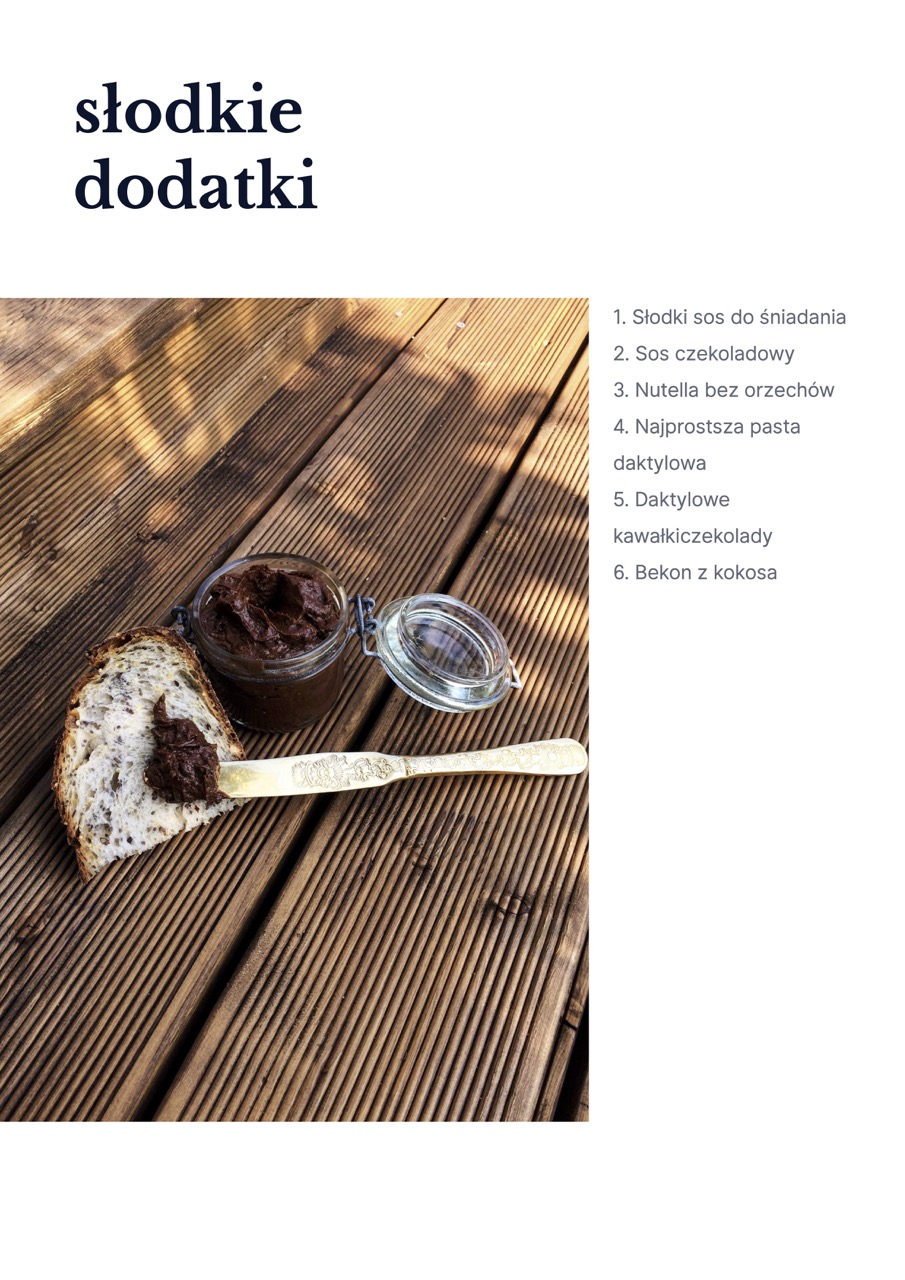 słodkie
dodatki
1. Słodki sos do śniadania
2. Sos czekoladowy
3. Nutella bez orzechów
4. Najprostsza pasta
daktylowa
5. Daktylowe
kawałkiczekolady
6. Bekon z kokosa